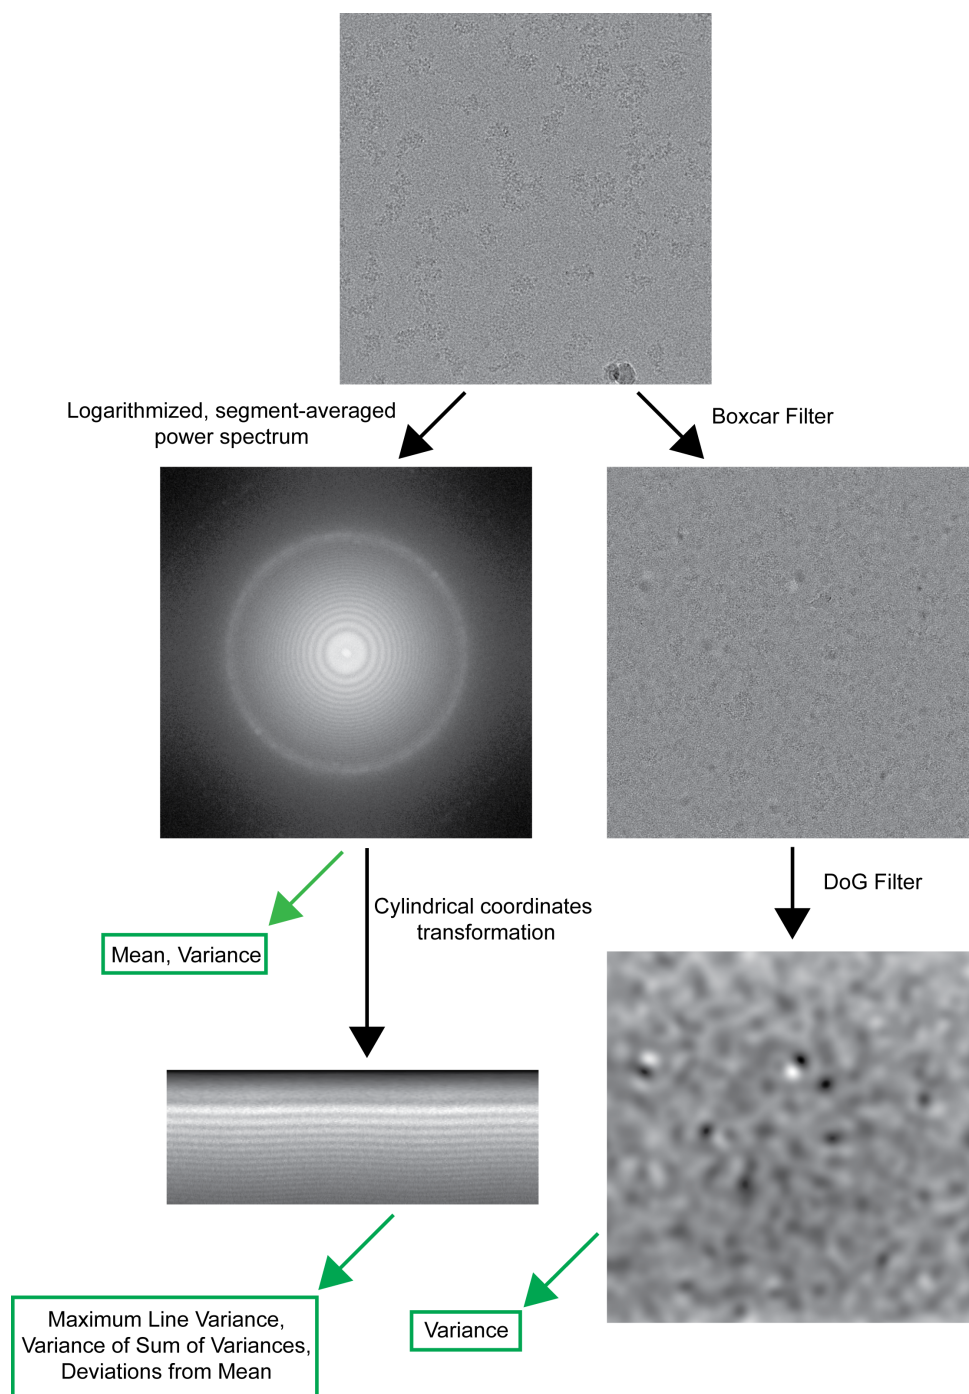 Logarithmized, segment-averaged
power spectrum
Boxcar Filter
DoG Filter
Cylindrical coordinates
transformation
Mean, Variance
Maximum Line Variance,
Variance of Sum of Variances,
Deviations from Mean
Variance